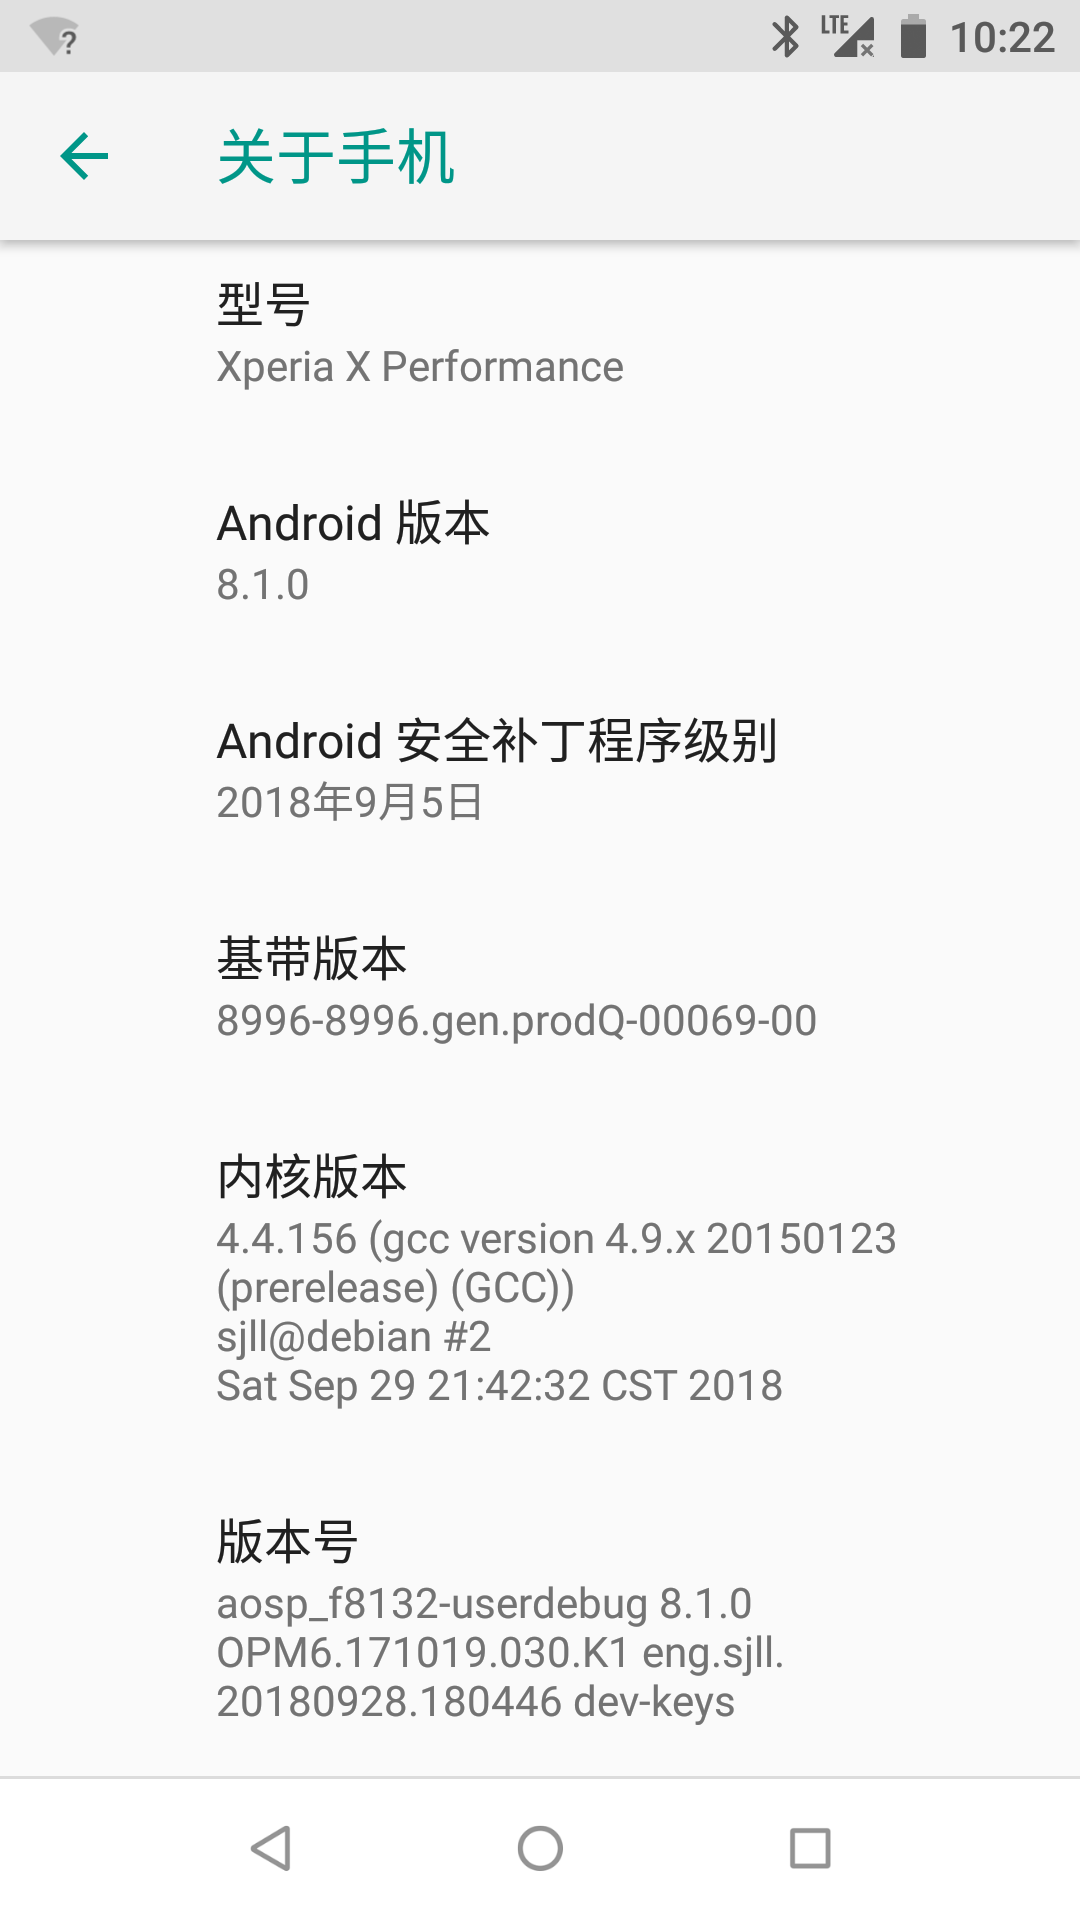 ?
LTE
10:22
关于手机
型号
Xperia X Performance
Android 版本
8.1.0
Android 安全补丁程序级别
2018年9月5日
基带版本
8996-8996.gen.prodQ-00069-00
内核版本
4.4.156 (gcc version 4.9.x 20150123
(prerelease) (GCC))
sjll@debian #2
Sat Sep 29 21:42:32 CST 2018
版本号
aosp_f8132-userdebug 8.1.0
OPM6.171019.030.K1 eng.sjll.
20180928.180446 dev-keys